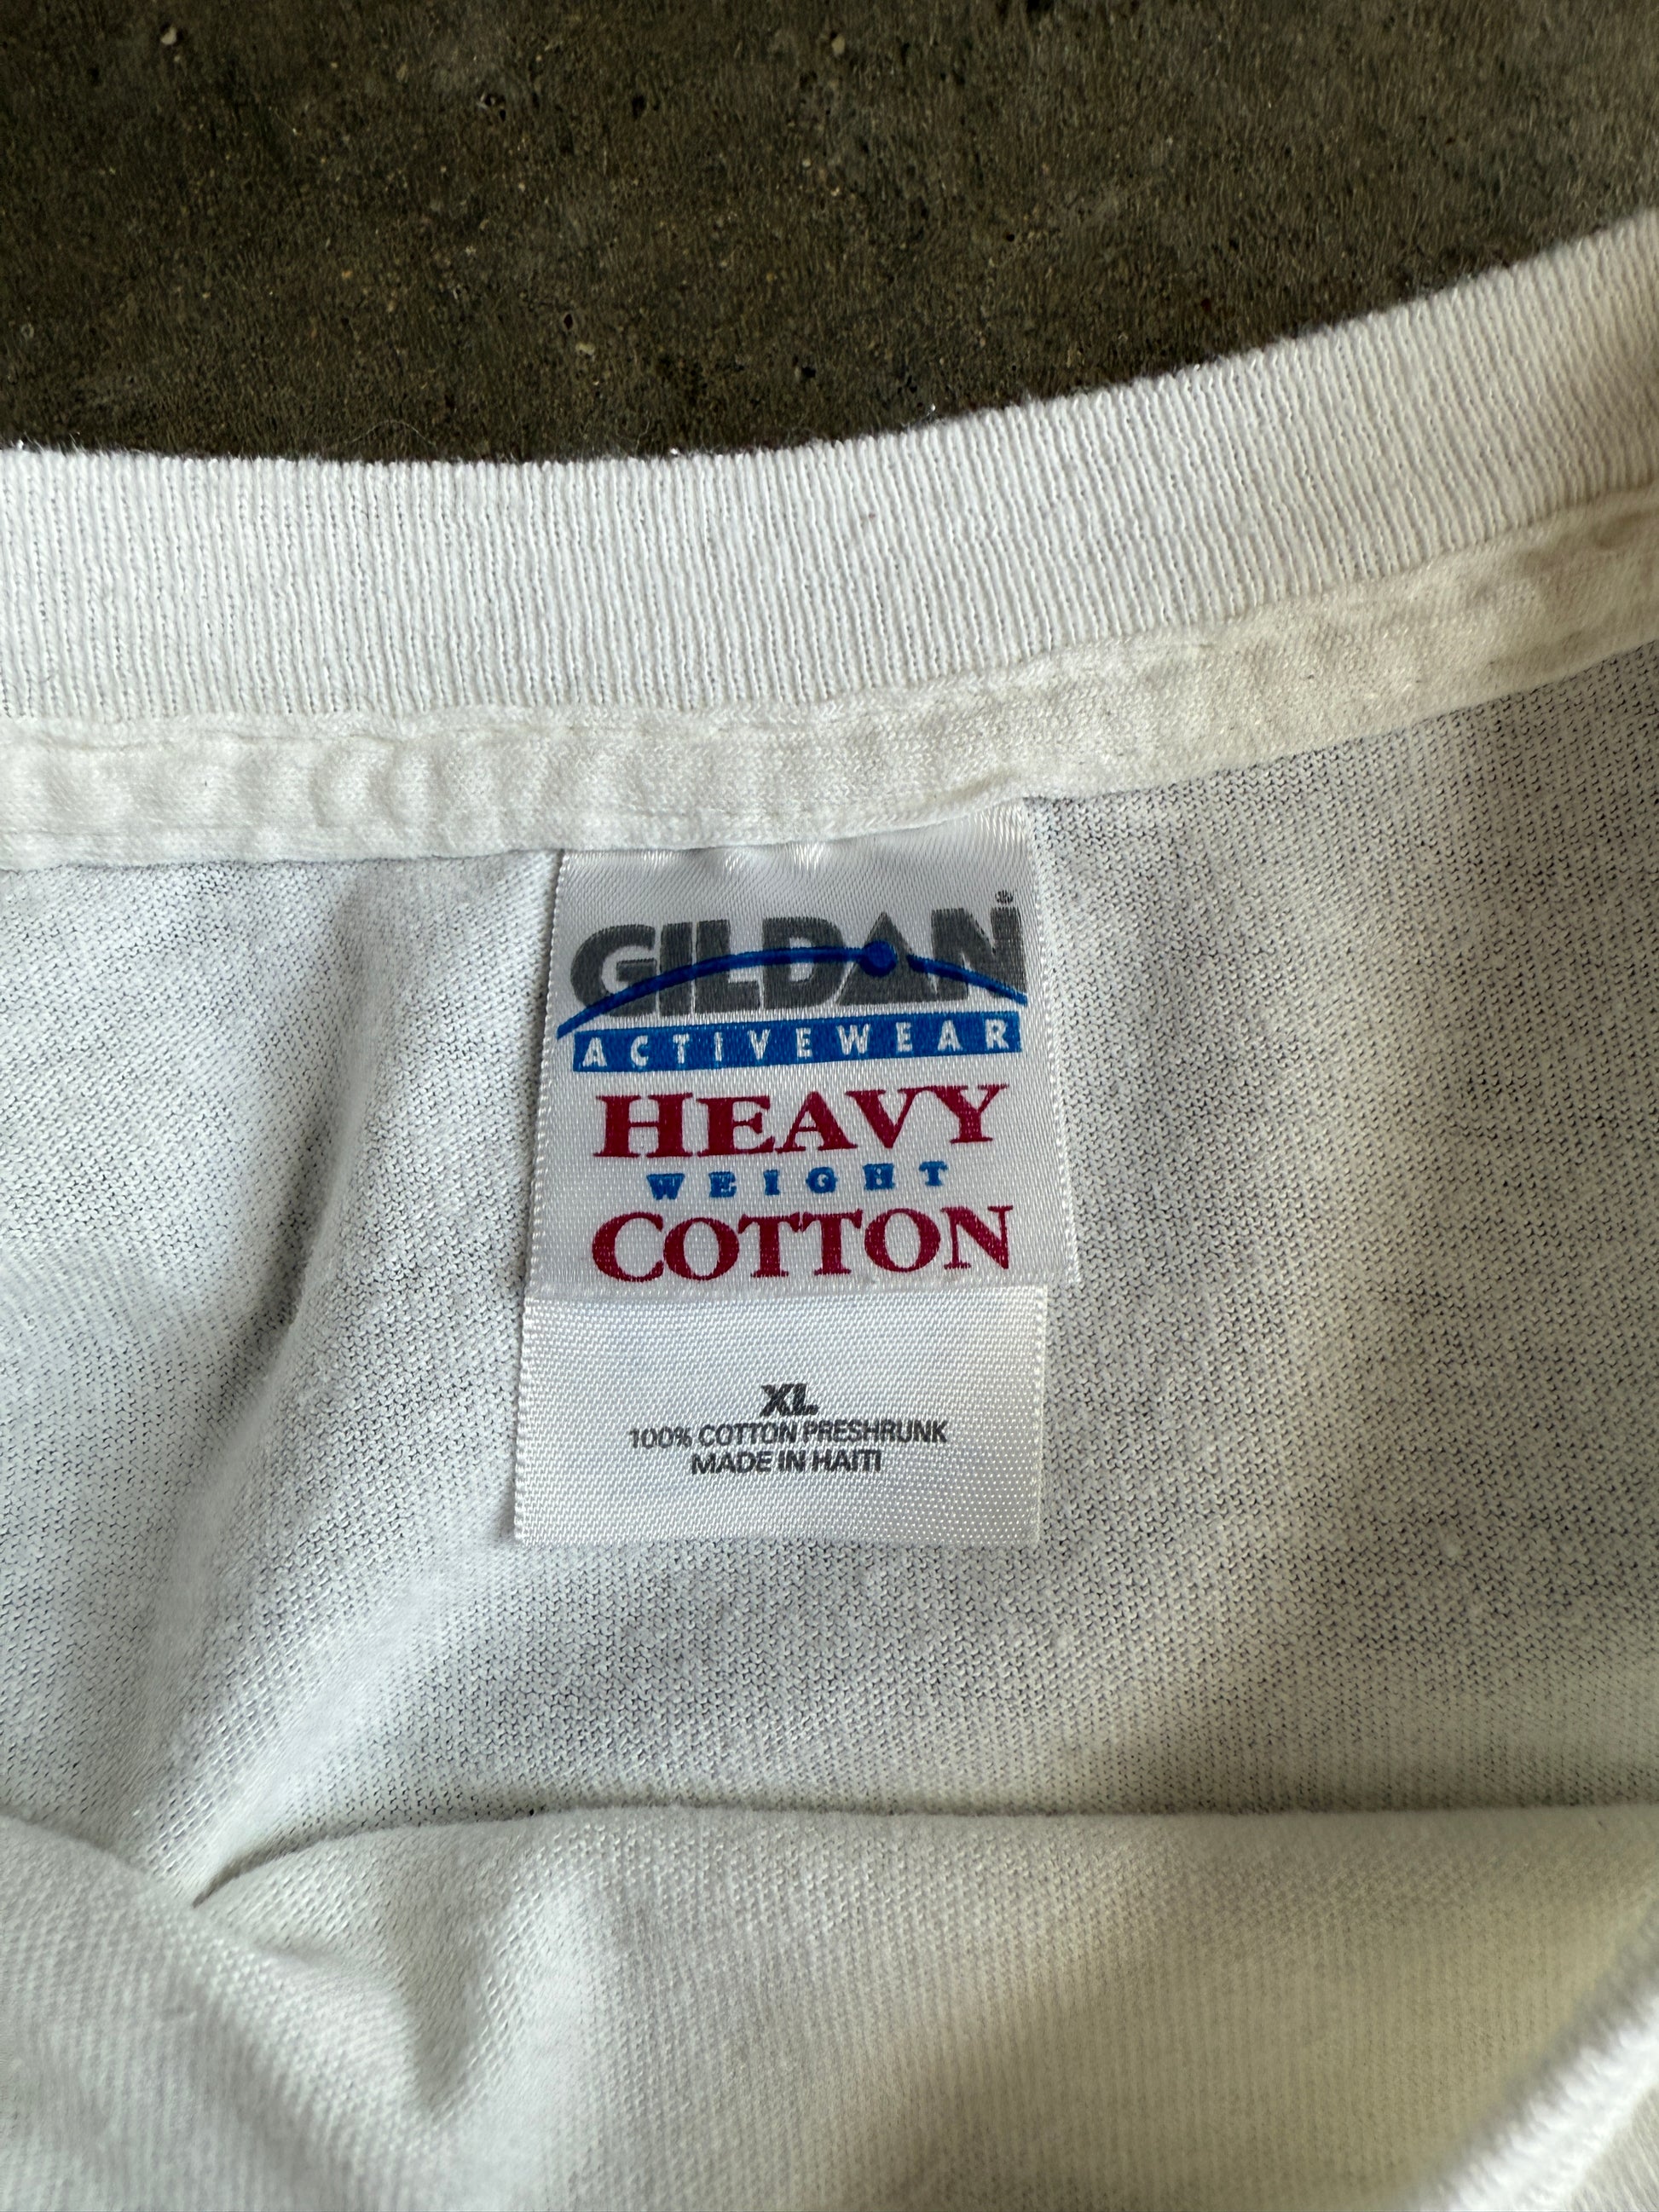 GILDAN®
ACTIVEWEAR
HEAVY
WEIGHT
COTTON
XL
100% COTTON PRESHRUNK
MADE IN HAITI